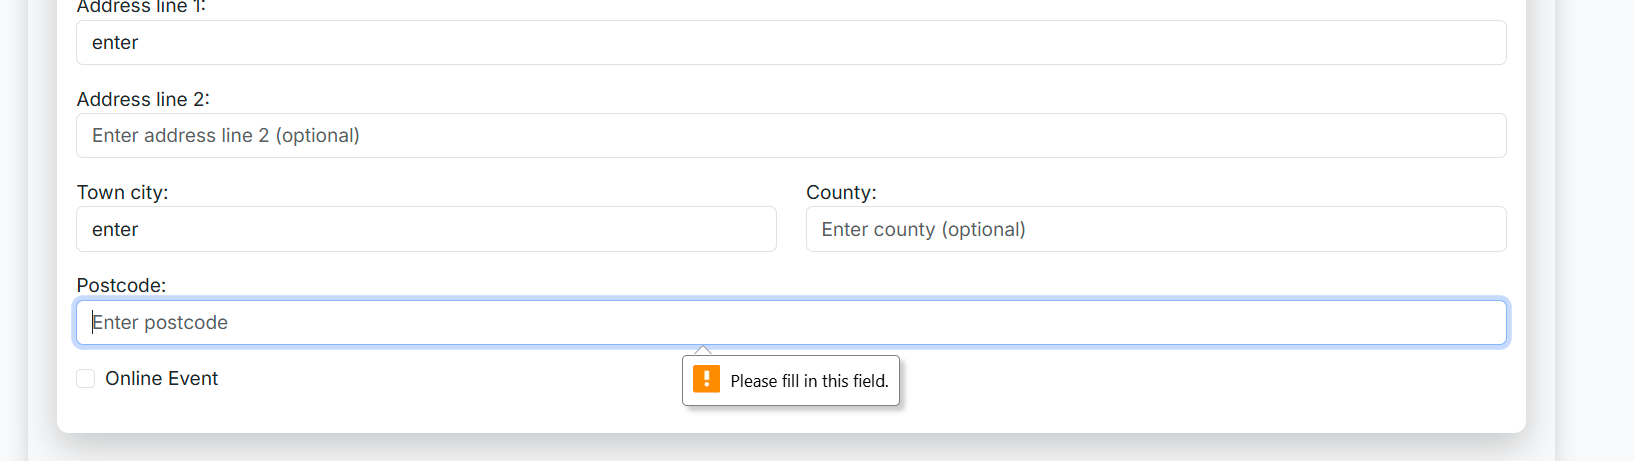 Address line 1:
enter
Address line 2:
Enter address line 2 (optional)
Town city:
County:
enter
Enter county (optional)
Postcode:
Enter postcode
Online Event
Please fill in this field.